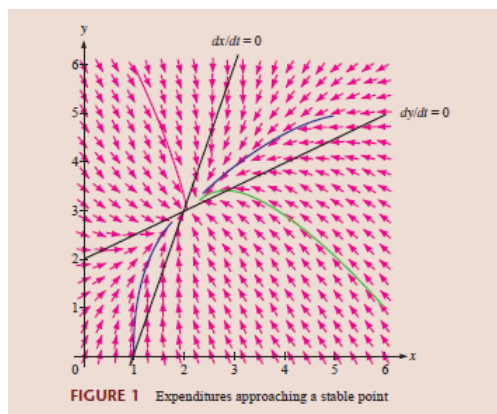 y
dx/dt = 0
6
5
dy/dt = 0
4
3
2
1
0 1 2 3 4 5 6 x
FIGURE 1 Expenditures approaching a stable point